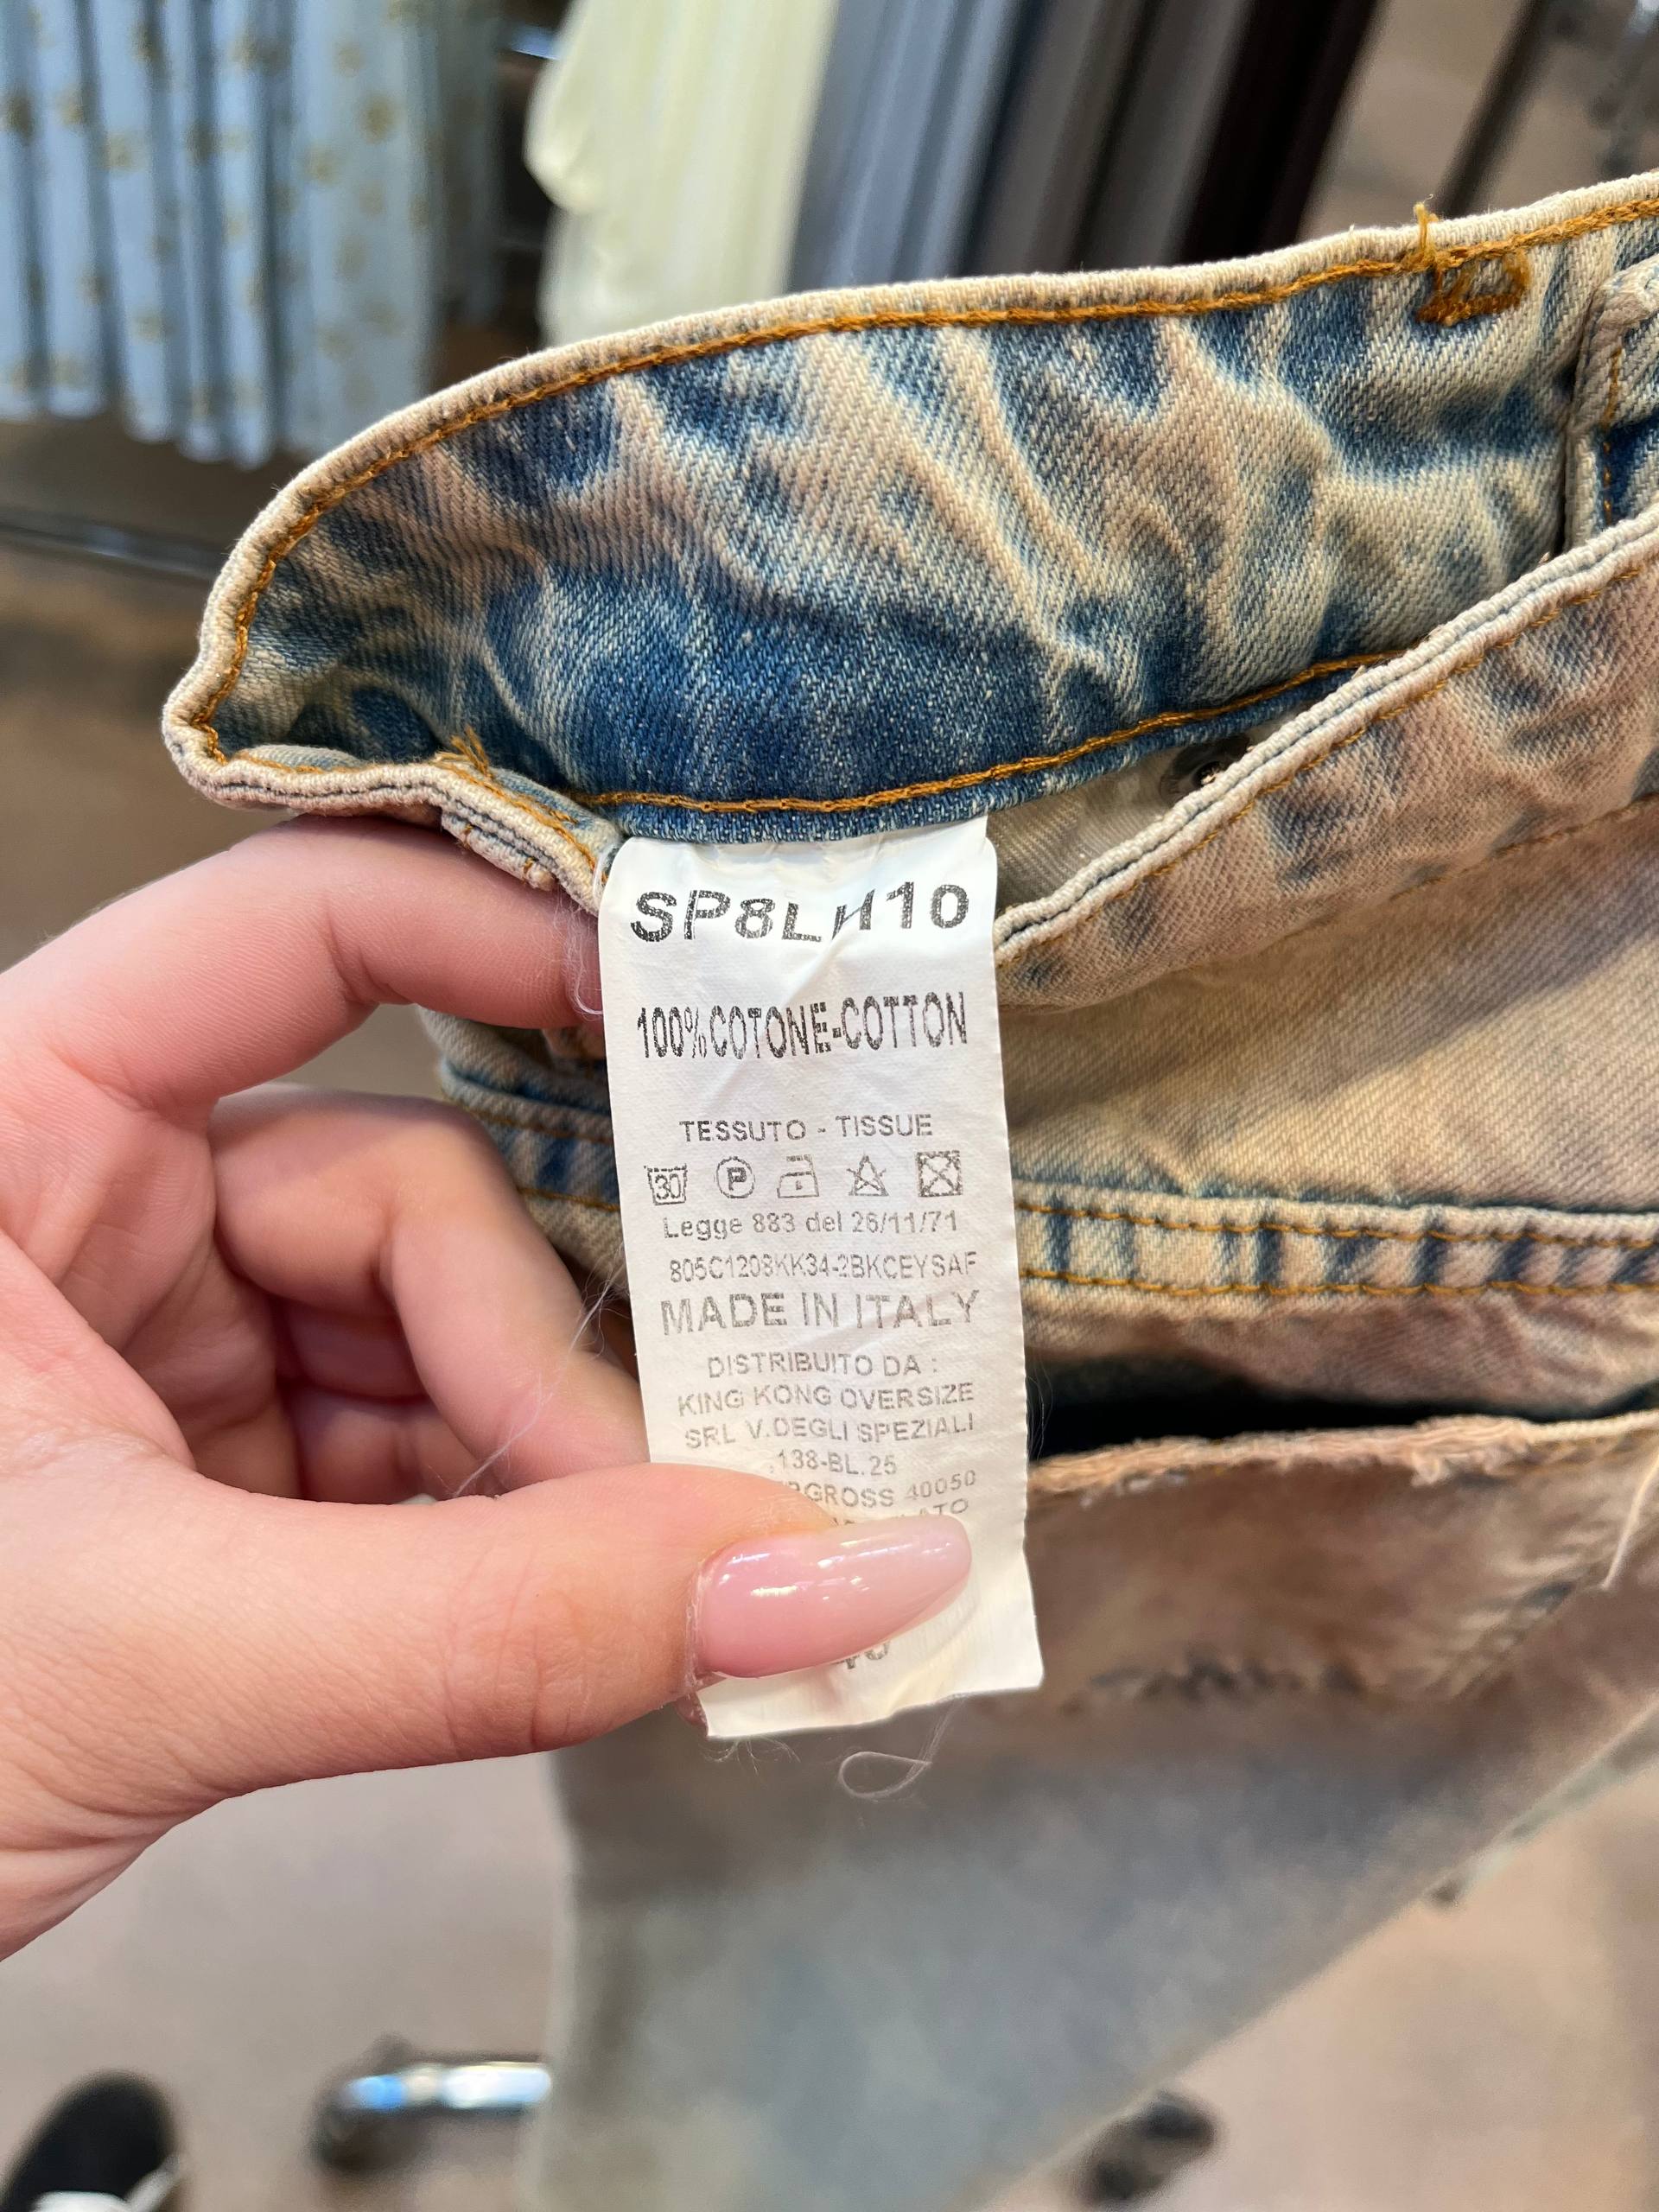 100%COTONE-COTTON
TESSUTO - TISSUE
30 P
Legge 883 del 26/11/71
805C1208KK34-2BKCEYSAF
MADE IN ITALY
DISTRIBUITO DA :
KING KONG OVERSIZE
SRL V.DEGLI SPEZIALI
.138-BL.25
40050